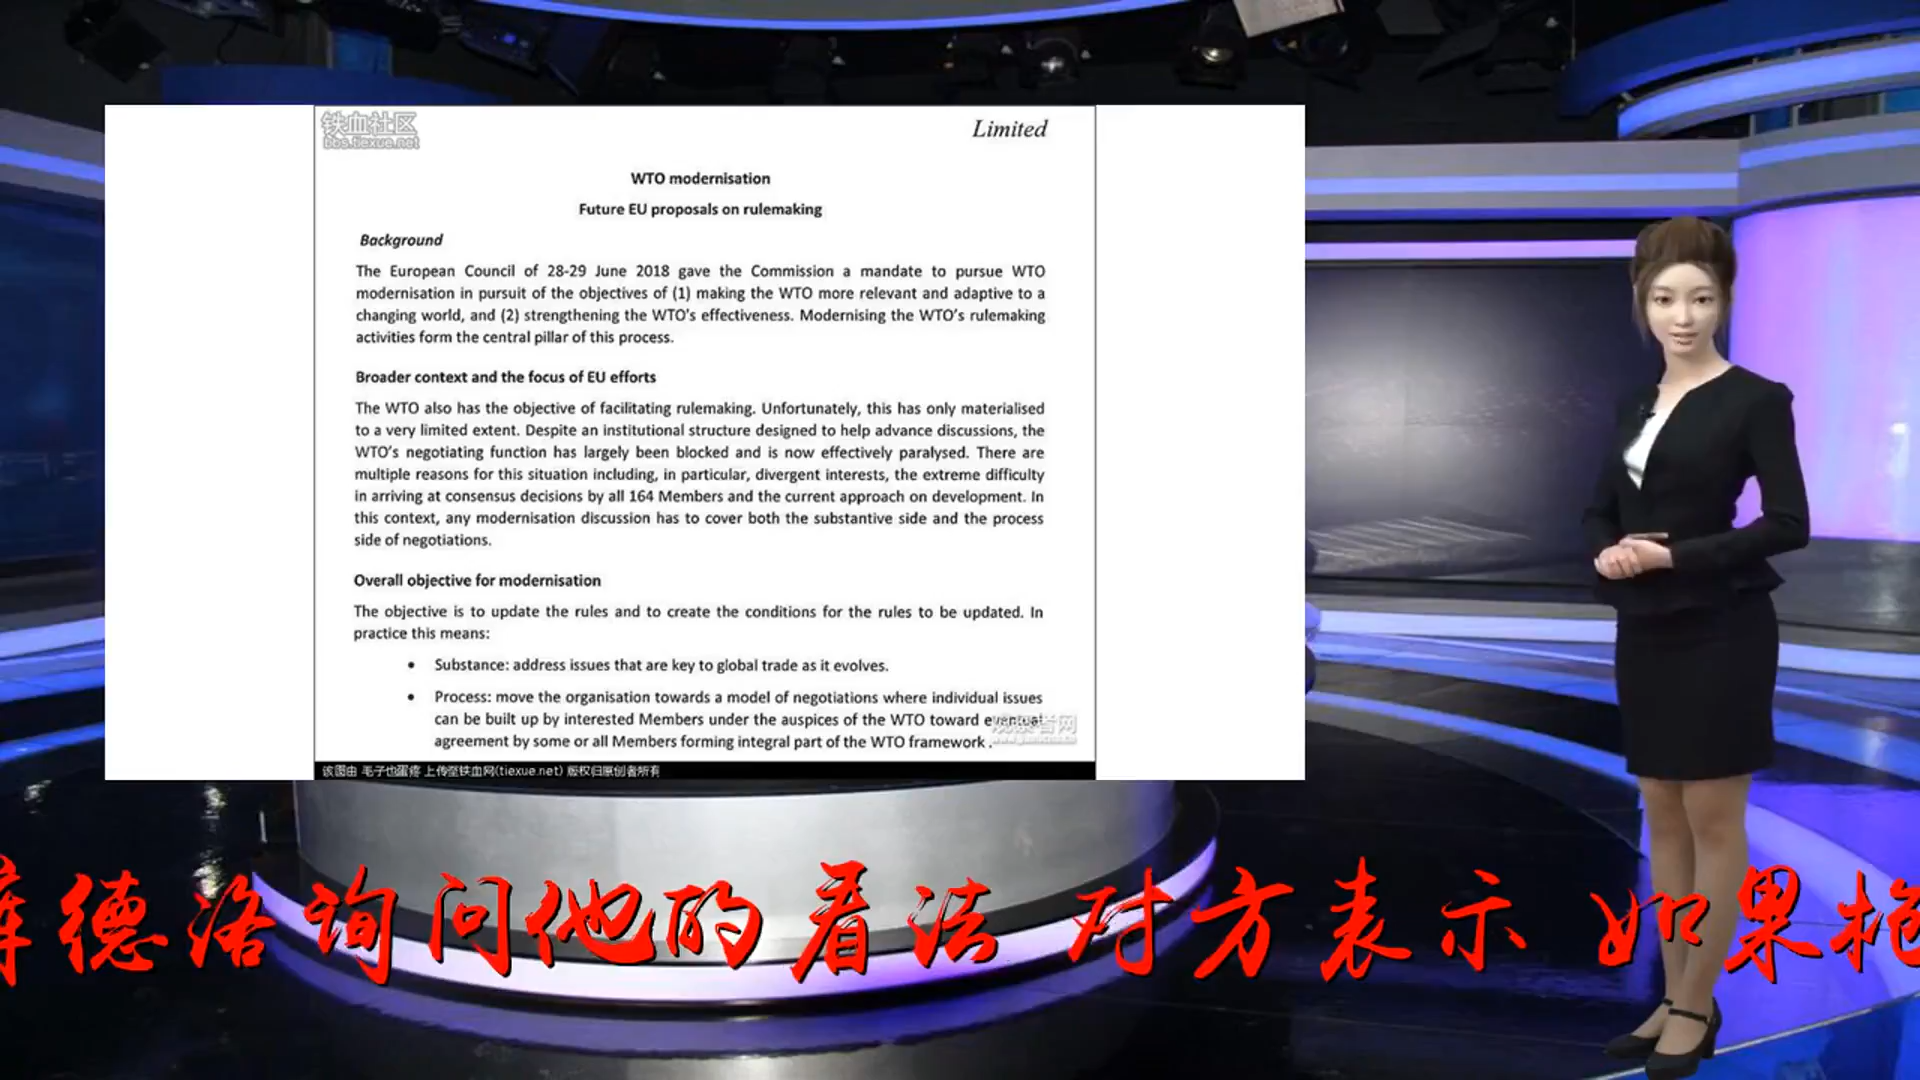 铁血社区
bbs.tiexue.net
Limited
WTO modernisation
Future EU proposals on rulemaking
Background
The European Council of 28-29 June 2018 gave the Commission a mandate to pursue WTO
modernisation in pursuit of the objectives of (1) making the WTO more relevant and adaptive to a
changing world, and (2) strengthening the WTO's effectiveness. Modernising the WTO's rulemaking
activities form the central pillar of this process.
Broader context and the focus of EU efforts
The WTO also has the objective of facilitating rulemaking. Unfortunately, this has only materialised
to a very limited extent. Despite an institutional structure designed to help advance discussions, the
WTO's negotiating function has largely been blocked and is now effectively paralysed. There are
multiple reasons for this situation including, in particular, divergent interests, the extreme difficulty
in arriving at consensus decisions by all 164 Members and the current approach on development. In
this context, any modernisation discussion has to cover both the substantive side and the process
side of negotiations.
Overall objective for modernisation
The objective is to update the rules and to create the conditions for the rules to be updated. In
practice this means:
• Substance: address issues that are key to global trade as it evolves.
• Process: move the organisation towards a model of negotiations where individual issues
can be built up by interested Members under the auspices of the WTO toward eventual
agreement by some or all Members forming integral part of the WTO framework.
观察者网
该图由 毛子也蛋疼 上传至铁血网(tiexue.net) 版权归原创者所有
德洛询问他的看法 对方表示 如果